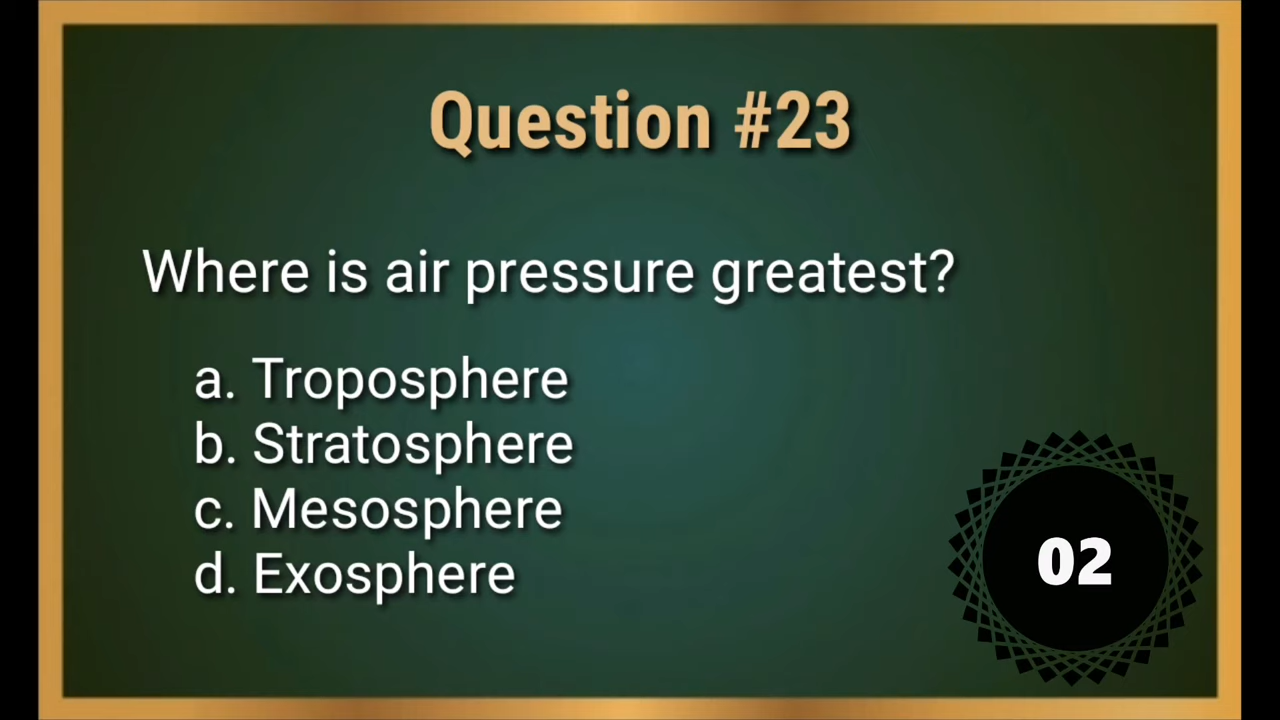 Question #23
Where is air pressure greatest?
a. Troposphere
b. Stratosphere
c. Mesosphere
d. Exosphere
02